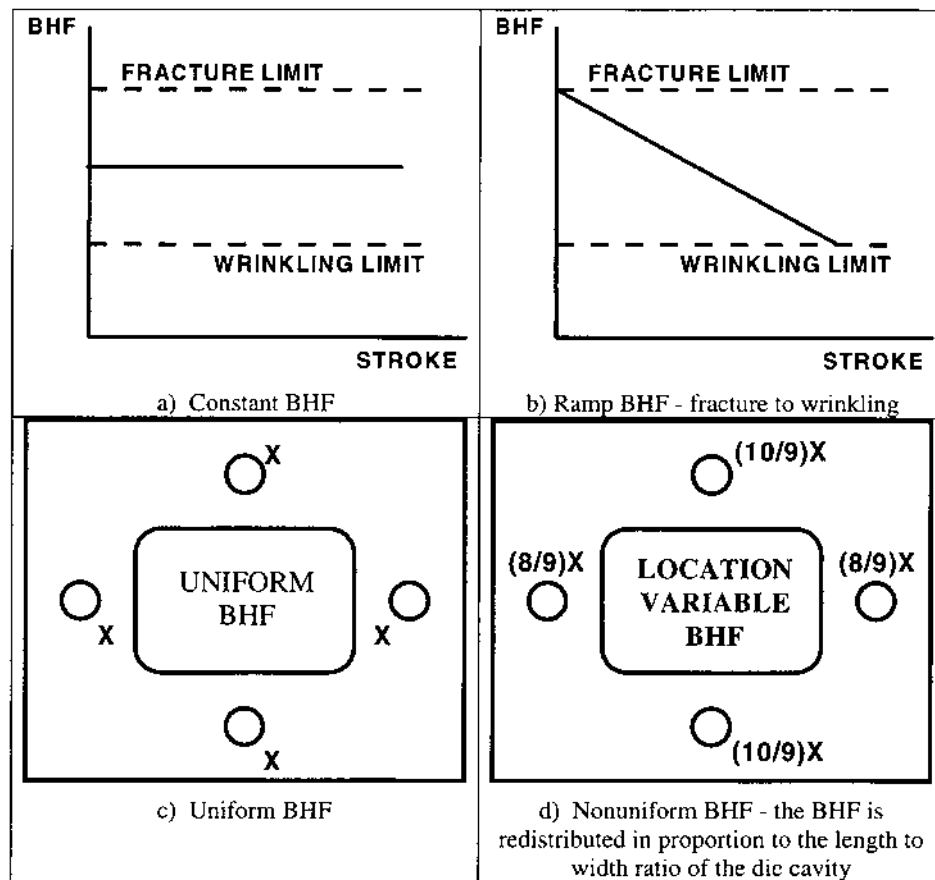 BHF
FRACTURE LIMIT
WRINKLING LIMIT
STROKE
a) Constant BHF
BHF
FRACTURE LIMIT
WRINKLING LIMIT
STROKE
b) Ramp BHF - fracture to wrinkling
X
UNIFORM
BHF
X
X
X
c) Uniform BHF
(10/9)X
(8/9)X
LOCATION
VARIABLE
BHF
(8/9)X
(10/9)X
d) Nonuniform BHF - the BHF is
redistributed in proportion to the length to
width ratio of the die cavity